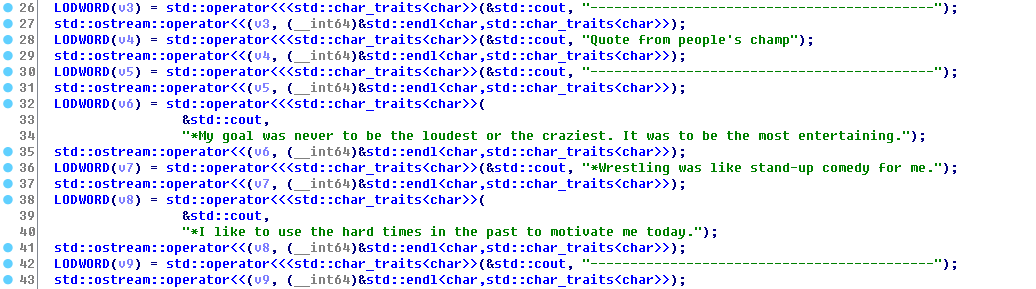 26 LODWORD(v3) = std::operator<<<std::char_traits<char>>(&std::cout, "-------------------------------------------");
27 std::ostream::operator<<(v3, (__int64)&std::endl<char,std::char_traits<char>>);
28 LODWORD(v4) = std::operator<<<std::char_traits<char>>(&std::cout, "Quote from people's champ");
29 std::ostream::operator<<(v4, (__int64)&std::endl<char,std::char_traits<char>>);
30 LODWORD(v5) = std::operator<<<std::char_traits<char>>(&std::cout, "-------------------------------------------");
31 std::ostream::operator<<(v5, (__int64)&std::endl<char,std::char_traits<char>>);
32 LODWORD(v6) = std::operator<<<std::char_traits<char>>(
33 &std::cout,
34 "*My goal was never to be the loudest or the craziest. It was to be the most entertaining.");
35 std::ostream::operator<<(v6, (__int64)&std::endl<char,std::char_traits<char>>);
36 LODWORD(v7) = std::operator<<<std::char_traits<char>>(&std::cout, "*Wrestling was like stand-up comedy for me.");
37 std::ostream::operator<<(v7, (__int64)&std::endl<char,std::char_traits<char>>);
38 LODWORD(v8) = std::operator<<<std::char_traits<char>>(
39 &std::cout,
40 "*I like to use the hard times in the past to motivate me today.");
41 std::ostream::operator<<(v8, (__int64)&std::endl<char,std::char_traits<char>>);
42 LODWORD(v9) = std::operator<<<std::char_traits<char>>(&std::cout, "-------------------------------------------");
43 std::ostream::operator<<(v9, (__int64)&std::endl<char,std::char_traits<char>>);